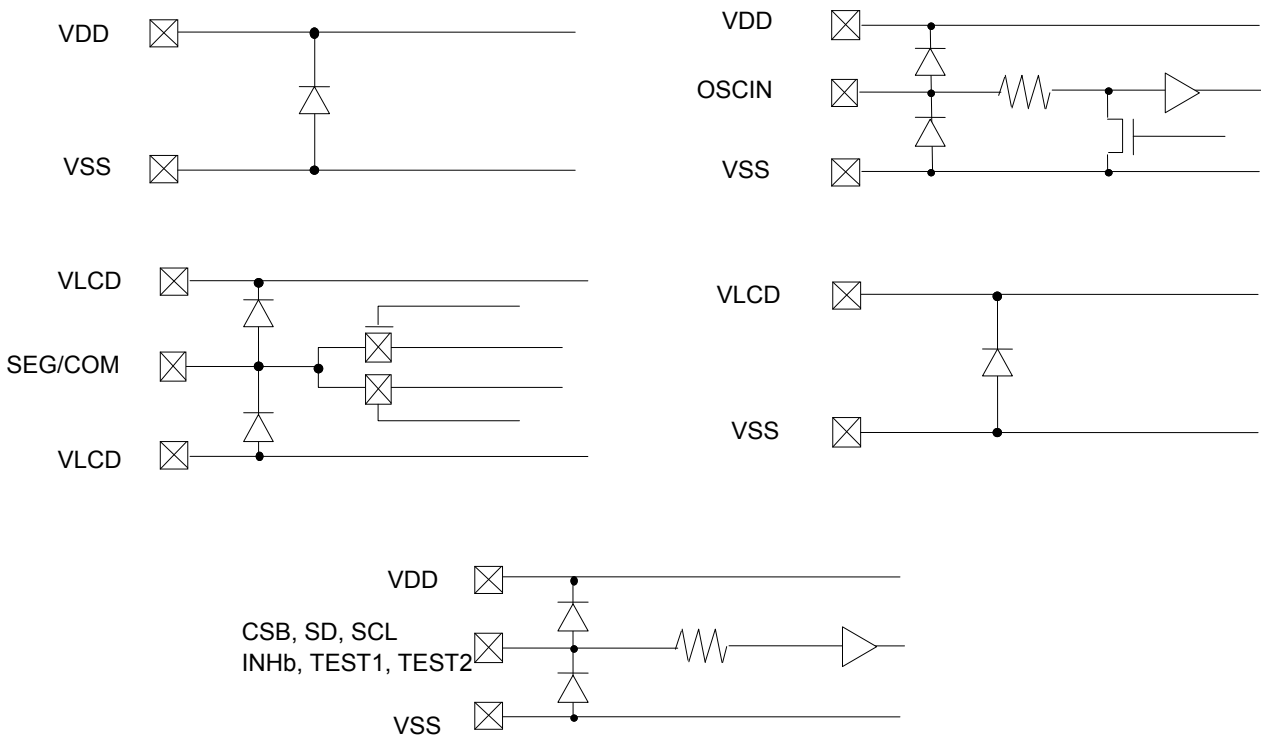 VDD
VSS
VDD
OSCIN
VSS
VLCD
SEG/COM
VLCD
VLCD
VSS
VDD
CSB, SD, SCL
INHb, TEST1, TEST2
VSS